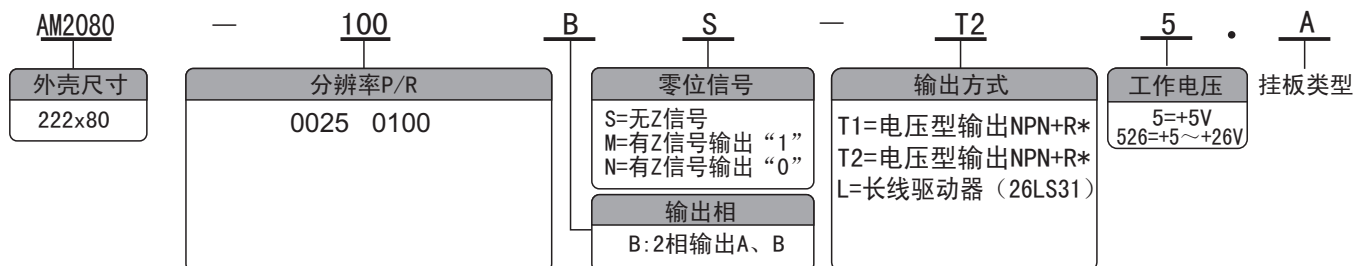 AM2080 — 100 B S — T2 5 . A
外壳尺寸
222x80
分辨率P/R
0025 0100
零位信号
S=无Z信号
M=有Z信号输出“1”
N=有Z信号输出“0”
输出相
B:2相输出A、B
输出方式
T1=电压型输出NPN+R*
T2=电压型输出NPN+R*
L=长线驱动器（26LS31）
工作电压
5=+5V
526=+5～+26V
挂板类型